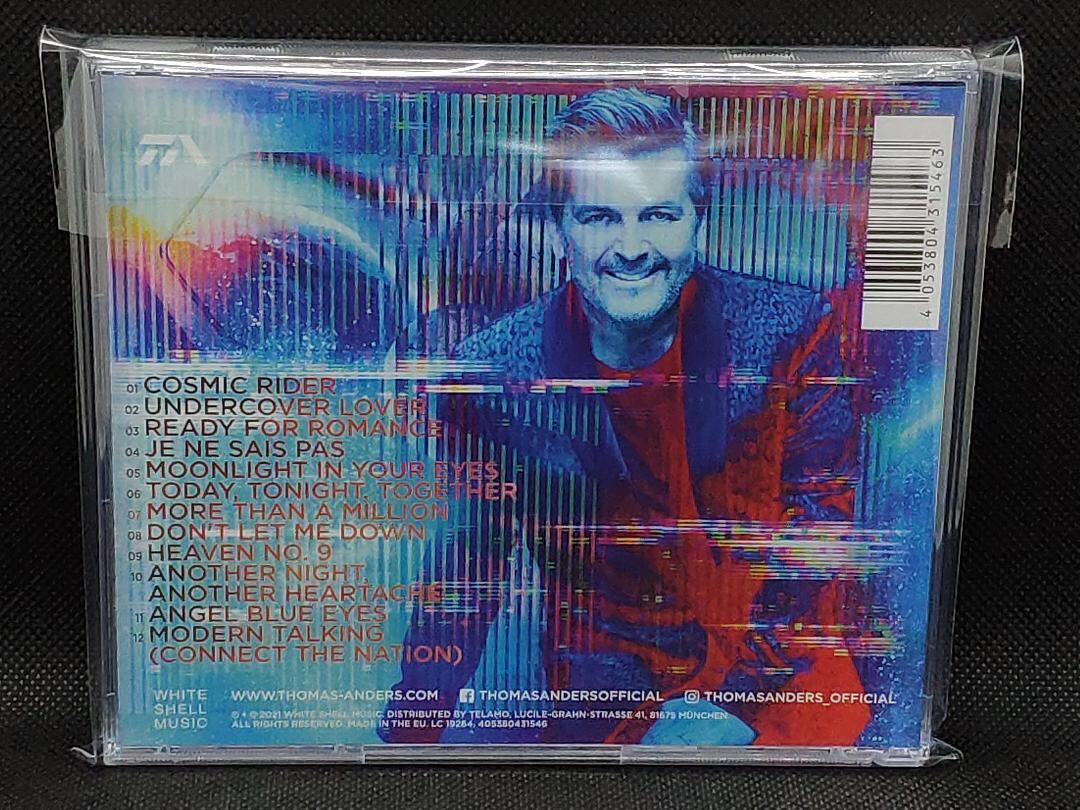 TA
4 053804 315463
01 COSMIC RIDER
02 UNDERCOVER LOVER
03 READY FOR ROMANCE
04 JE NE SAIS PAS
05 MOONLIGHT IN YOUR EYES
06 TODAY, TONIGHT, TOGETHER
07 MORE THAN A MILLION
08 DON'T LET ME DOWN
09 HEAVEN NO. 9
10 ANOTHER NIGHT,
ANOTHER HEARTACHE
11 ANGEL BLUE EYES
12 MODERN TALKING
(CONNECT THE NATION)
WHITE
SHELL
MUSIC
WWW.THOMAS-ANDERS.COM THOMASANDERSOFFICIAL THOMASANDERS_OFFICIAL
℗ + © 2021 WHITE SHELL MUSIC. DISTRIBUTED BY TELAMO, LUCILE-GRAHN-STRASSE 41, 81675 MÜNCHEN.
ALL RIGHTS RESERVED. MADE IN THE EU. LC 19284; 405380431546